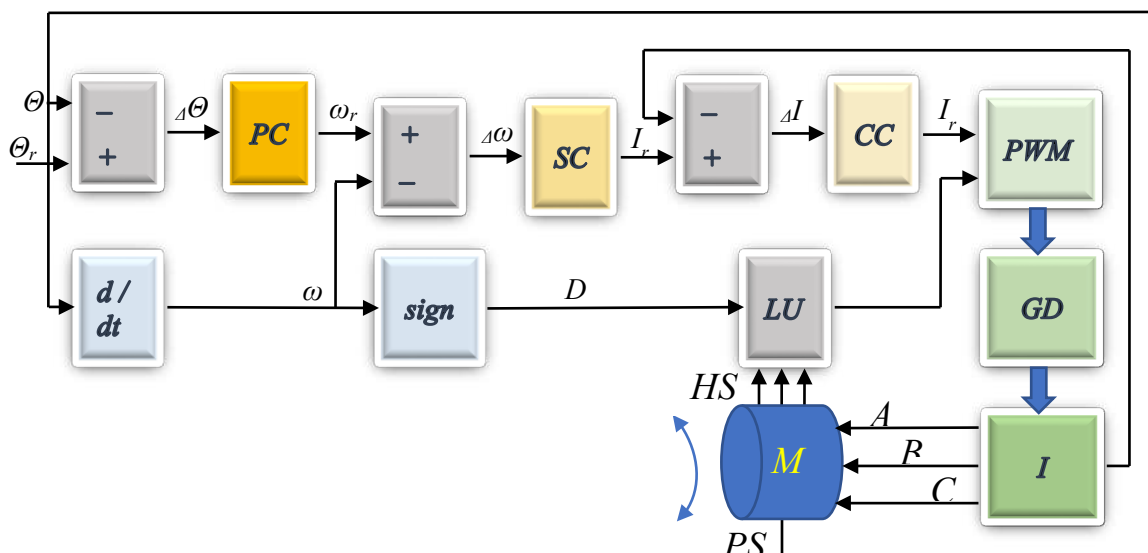 Θ
Θr
−
+
ΔΘ
PC
ωr
+
−
Δω
SC
Ir
−
+
ΔI
CC
Ir
PWM
d /
dt
ω
sign
D
LU
GD
HS
M
A
B
C
I
PS